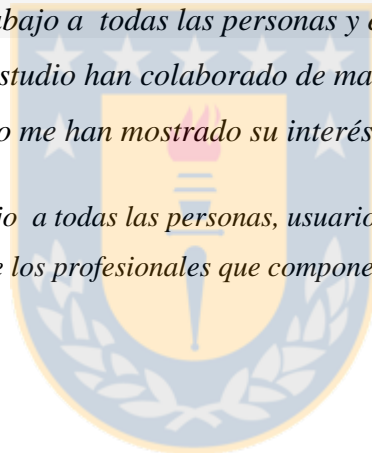 bajo a todas las personas y
studio han colaborado de ma
o me han mostrado su interés
jo a todas las personas, usuario
e los profesionales que compone